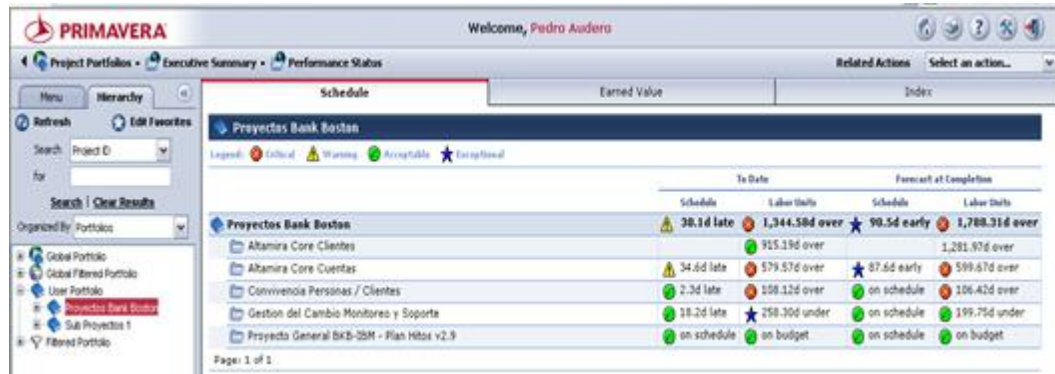 PRIMAVERA
Welcome, Pedro Audero
Project Portfolios • Executive Summary • Performance Status
Related Actions Select an action...
Menu Hierarchy
Schedule Earned Value Index
Refresh Edit Favorites
Search Project ID
for
Search | Clear Results
Organized By Portfolios
Global Portfolio
Global Filtered Portfolio
User Portfolio
Proyectos Bank Boston
Sub Proyectos 1
Filtered Portfolio
Proyectos Bank Boston
Legend: Critical Warning Acceptable Exceptional
To Date Forecast at Completion
Schedule Labor Units Schedule Labor Units
Proyectos Bank Boston 38.1d late 1,344.58d over 90.5d early 1,788.31d over
Altamira Core Clientes 915.19d over 1,281.97d over
Altamira Core Cuentas 34.6d late 579.57d over 87.6d early 599.67d over
Convivencia Personas / Clientes 2.3d late 108.12d over on schedule 106.42d over
Gestion del Cambio Monitoreo y Soporte 18.2d late 258.30d under on schedule 199.75d under
Proyecto General BKB-IBM - Plan Hitos v2.9 on schedule on budget on schedule on budget
Page: 1 of 1